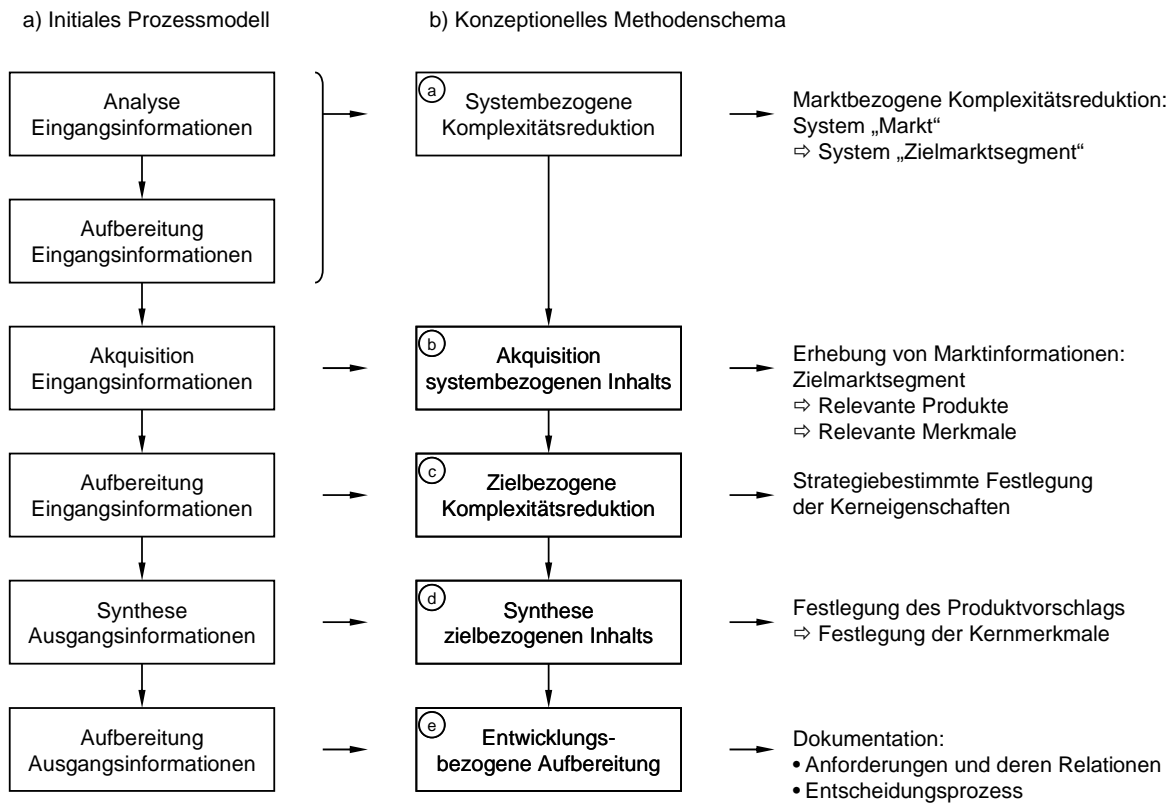 a) Initiales Prozessmodell
b) Konzeptionelles Methodenschema
Analyse
Eingangsinformationen
a
Systembezogene
Komplexitätsreduktion
Marktbezogene Komplexitätsreduktion:
System „Markt“
⇨ System „Zielmarktsegment“
Aufbereitung
Eingangsinformationen
Akquisition
Eingangsinformationen
b
Akquisition
systembezogenen Inhalts
Erhebung von Marktinformationen:
Zielmarktsegment
⇨ Relevante Produkte
⇨ Relevante Merkmale
Aufbereitung
Eingangsinformationen
c
Zielbezogene
Komplexitätsreduktion
Strategiebestimmte Festlegung
der Kerneigenschaften
Synthese
Ausgangsinformationen
d
Synthese
zielbezogenen Inhalts
Festlegung des Produktvorschlags
⇨ Festlegung der Kernmerkmale
Aufbereitung
Ausgangsinformationen
e
Entwicklungs-
bezogene Aufbereitung
Dokumentation:
• Anforderungen und deren Relationen
• Entscheidungsprozess